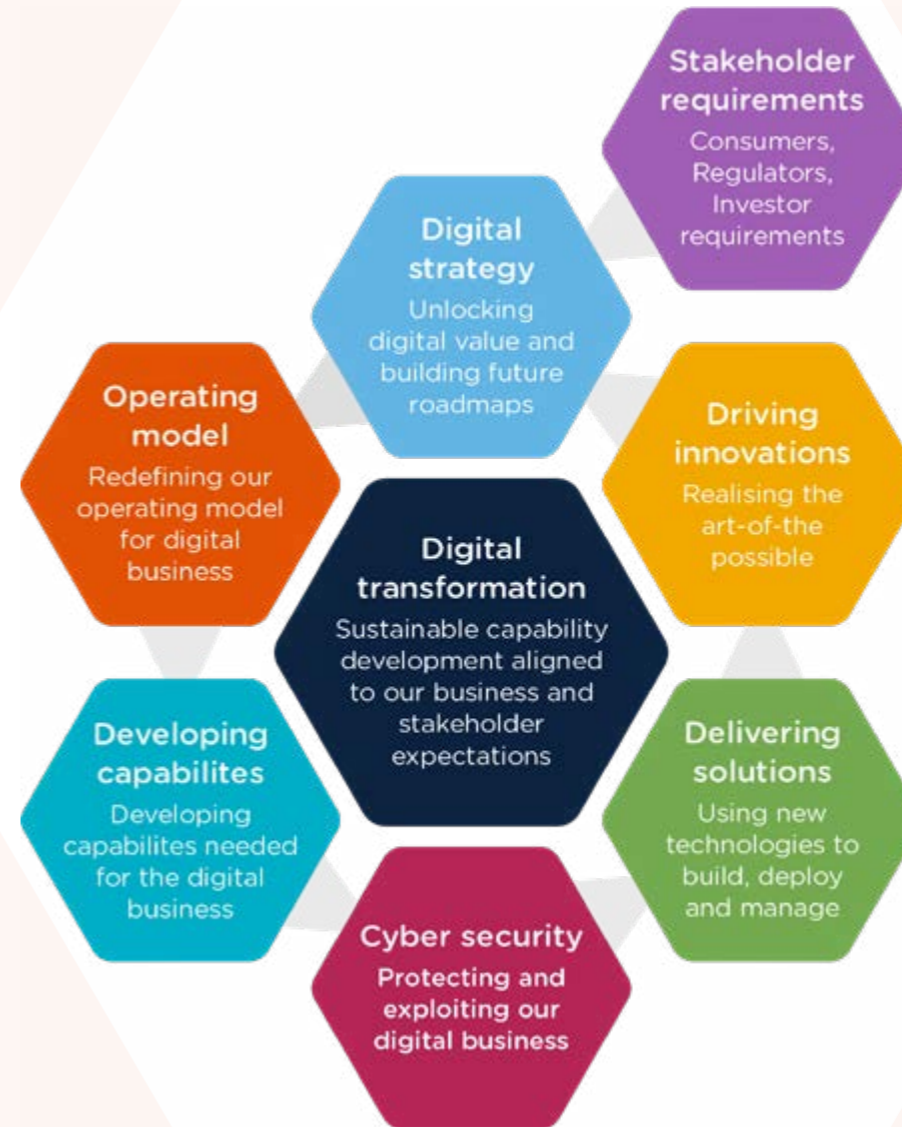 Stakeholder
requirements
Consumers,
Regulators,
Investor
requirements
Digital
strategy
Unlocking
digital value and
building future
roadmaps
Operating
model
Redefining our
operating model
for digital
business
Driving
innovations
Realising the
art-of-the
possible
Digital
transformation
Sustainable capability
development aligned
to our business and
stakeholder
expectations
Developing
capabilites
Developing
capabilites needed
for the digital
business
Delivering
solutions
Using new
technologies to
build, deploy
and manage
Cyber security
Protecting and
exploiting our
digital business